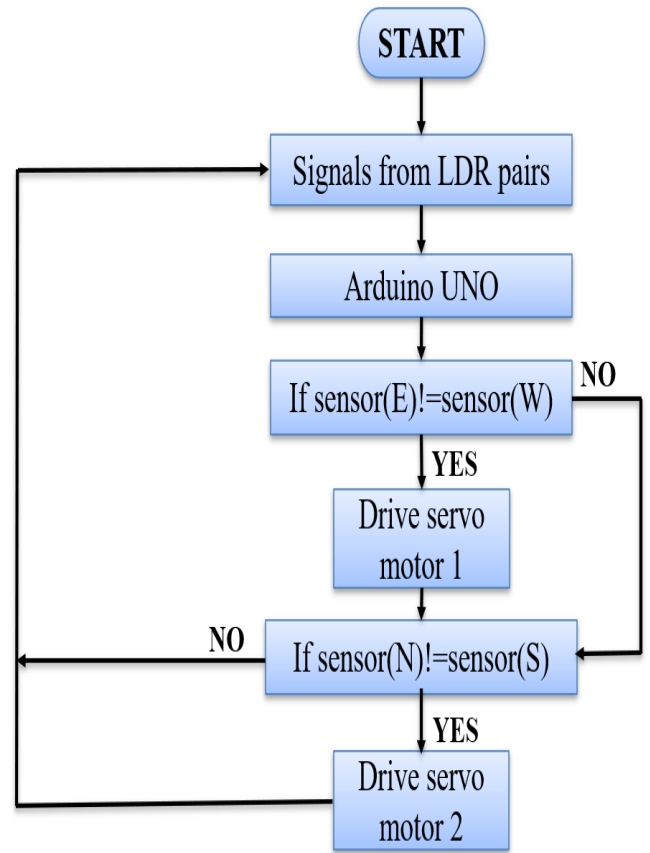 START
Signals from LDR pairs
Arduino UNO
If sensor(E)!=sensor(W)
NO
YES
Drive servo
motor 1
NO
If sensor(N)!=sensor(S)
YES
Drive servo
motor 2